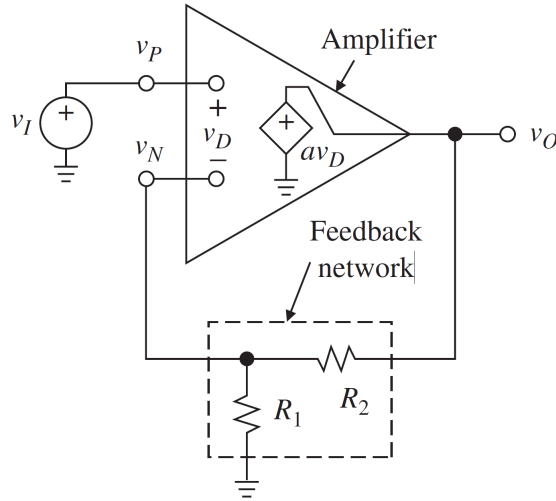 Amplifier
v_P
+
v_I
+
v_N
v_D
−
+
av_D
v_O
Feedback
network
R_1
R_2